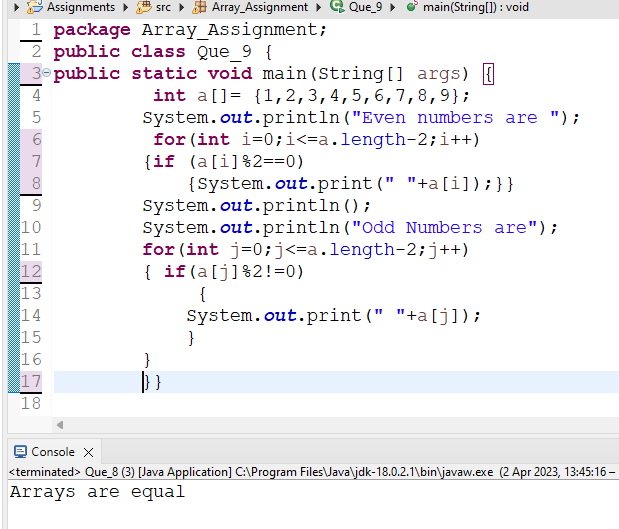 Assignments src Array_Assignment Que_9 main(String[]) : void
1 package Array_Assignment;
2 public class Que_9 {
3 public static void main(String[] args) {
4 int a[]= {1,2,3,4,5,6,7,8,9};
5 System.out.println("Even numbers are ");
6 for(int i=0;i<=a.length-2;i++)
7 {if (a[i]%2==0)
8 {System.out.print(" "+a[i]);}}
9 System.out.println();
10 System.out.println("Odd Numbers are");
11 for(int j=0;j<=a.length-2;j++)
12 { if(a[j]%2!=0)
13 {
14 System.out.print(" "+a[j]);
15 }
16 }
17 }}
18
Console
<terminated> Que_8 (3) [Java Application] C:\Program Files\Java\jdk-18.0.2.1\bin\javaw.exe (2 Apr 2023, 13:45:16 –
Arrays are equal